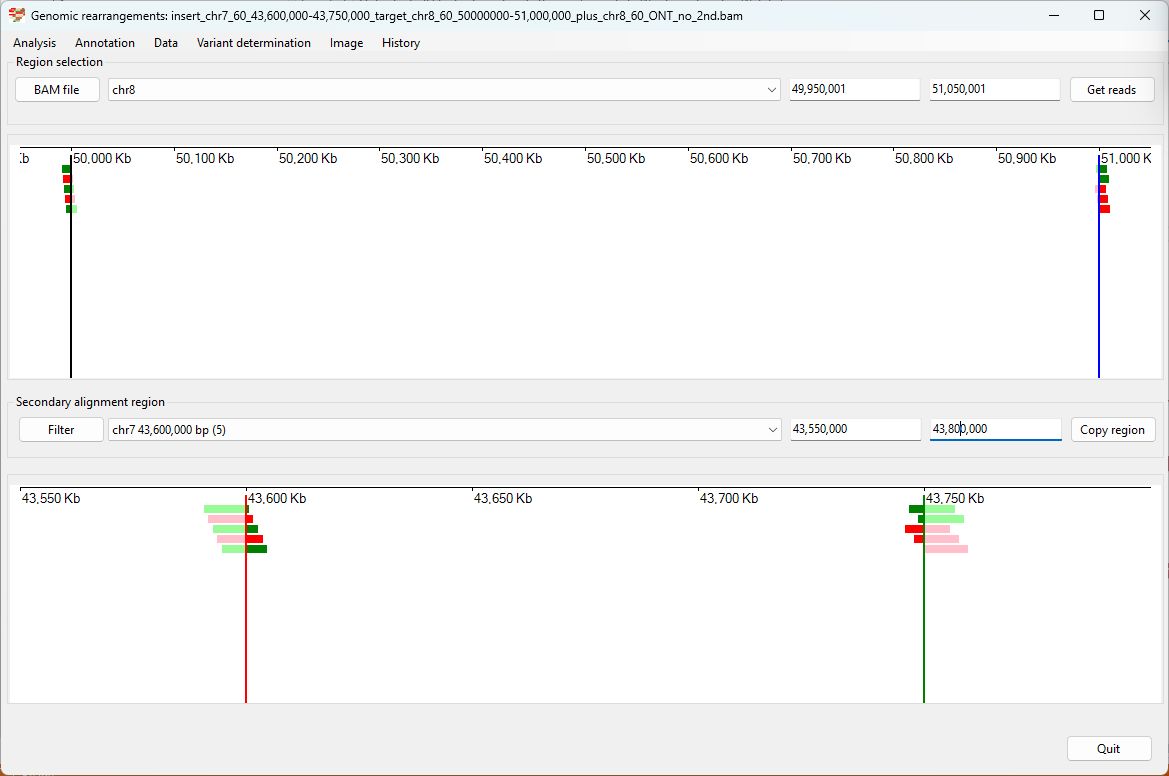 Genomic rearrangements: insert_chr7_60_43,600,000-43,750,000_target_chr8_60_50000000-51,000,000_plus_chr8_60_ONT_no_2nd.bam
Analysis Annotation Data Variant determination Image History
Region selection
BAM file chr8 49,950,001 51,050,001 Get reads
Kb 50,000 Kb 50,100 Kb 50,200 Kb 50,300 Kb 50,400 Kb 50,500 Kb 50,600 Kb 50,700 Kb 50,800 Kb 50,900 Kb 51,000 K
Secondary alignment region
Filter chr7 43,600,000 bp (5) 43,550,000 43,800,000 Copy region
43,550 Kb 43,600 Kb 43,650 Kb 43,700 Kb 43,750 Kb
Quit